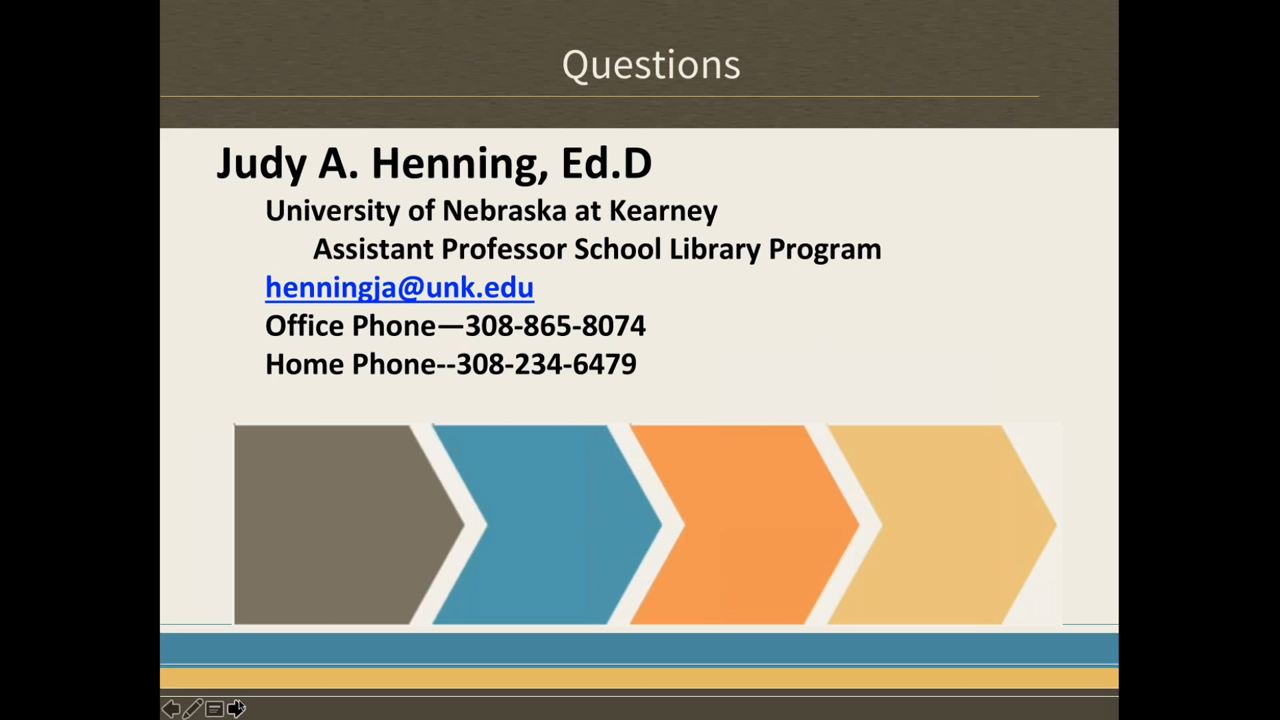 Questions
Judy A. Henning, Ed.D
University of Nebraska at Kearney
Assistant Professor School Library Program
henningja@unk.edu
Office Phone—308-865-8074
Home Phone--308-234-6479